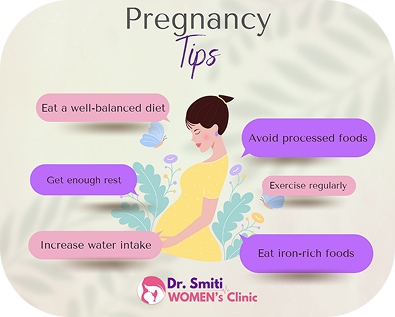 Pregnancy
Tips
Eat a well-balanced diet
Avoid processed foods
Get enough rest
Exercise regularly
Increase water intake
Eat iron-rich foods
Dr. Smiti
WOMEN's Clinic